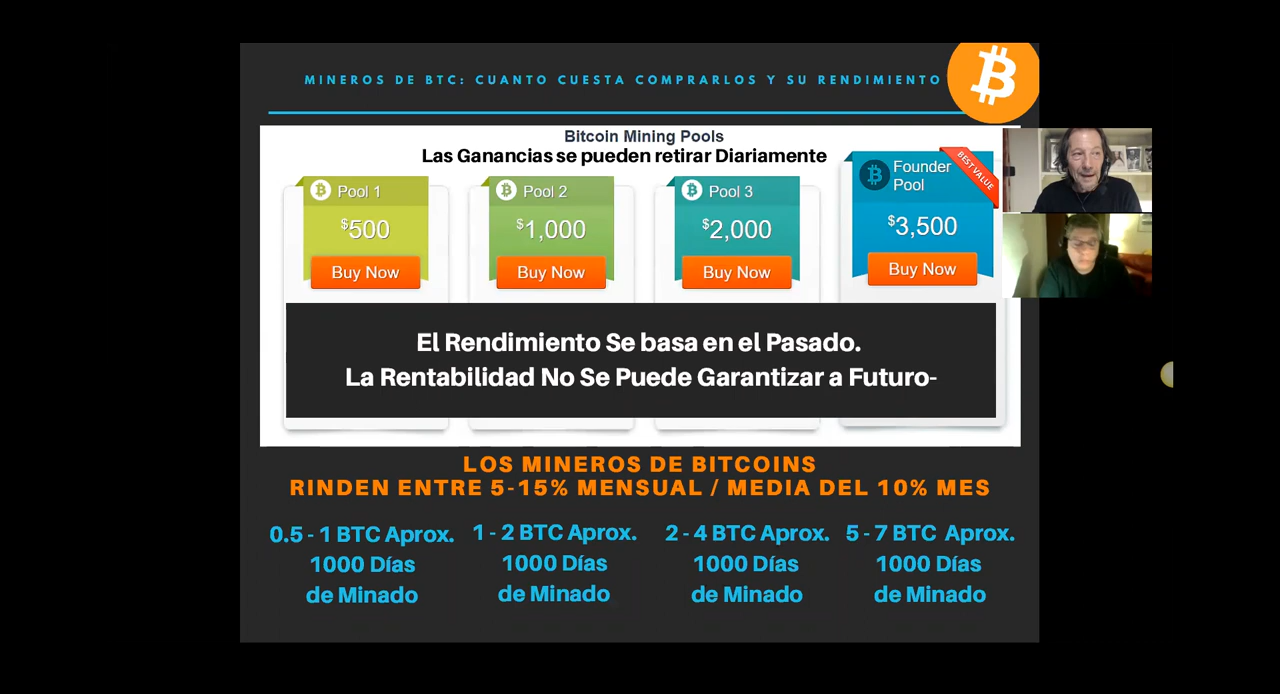 MINEROS DE BTC: CUANTO CUESTA COMPRARLOS Y SU RENDIMIENTO
Bitcoin Mining Pools
Las Ganancias se pueden retirar Diariamente
Pool 1
$500
Buy Now
Pool 2
$1,000
Buy Now
Pool 3
$2,000
Buy Now
Founder
Pool
BEST VALUE
$3,500
Buy Now
El Rendimiento Se basa en el Pasado.
La Rentabilidad No Se Puede Garantizar a Futuro-
LOS MINEROS DE BITCOINS
RINDEN ENTRE 5-15% MENSUAL / MEDIA DEL 10% MES
0.5 - 1 BTC Aprox.
1000 Días
de Minado
1 - 2 BTC Aprox.
1000 Días
de Minado
2 - 4 BTC Aprox.
1000 Días
de Minado
5 - 7 BTC Aprox.
1000 Días
de Minado